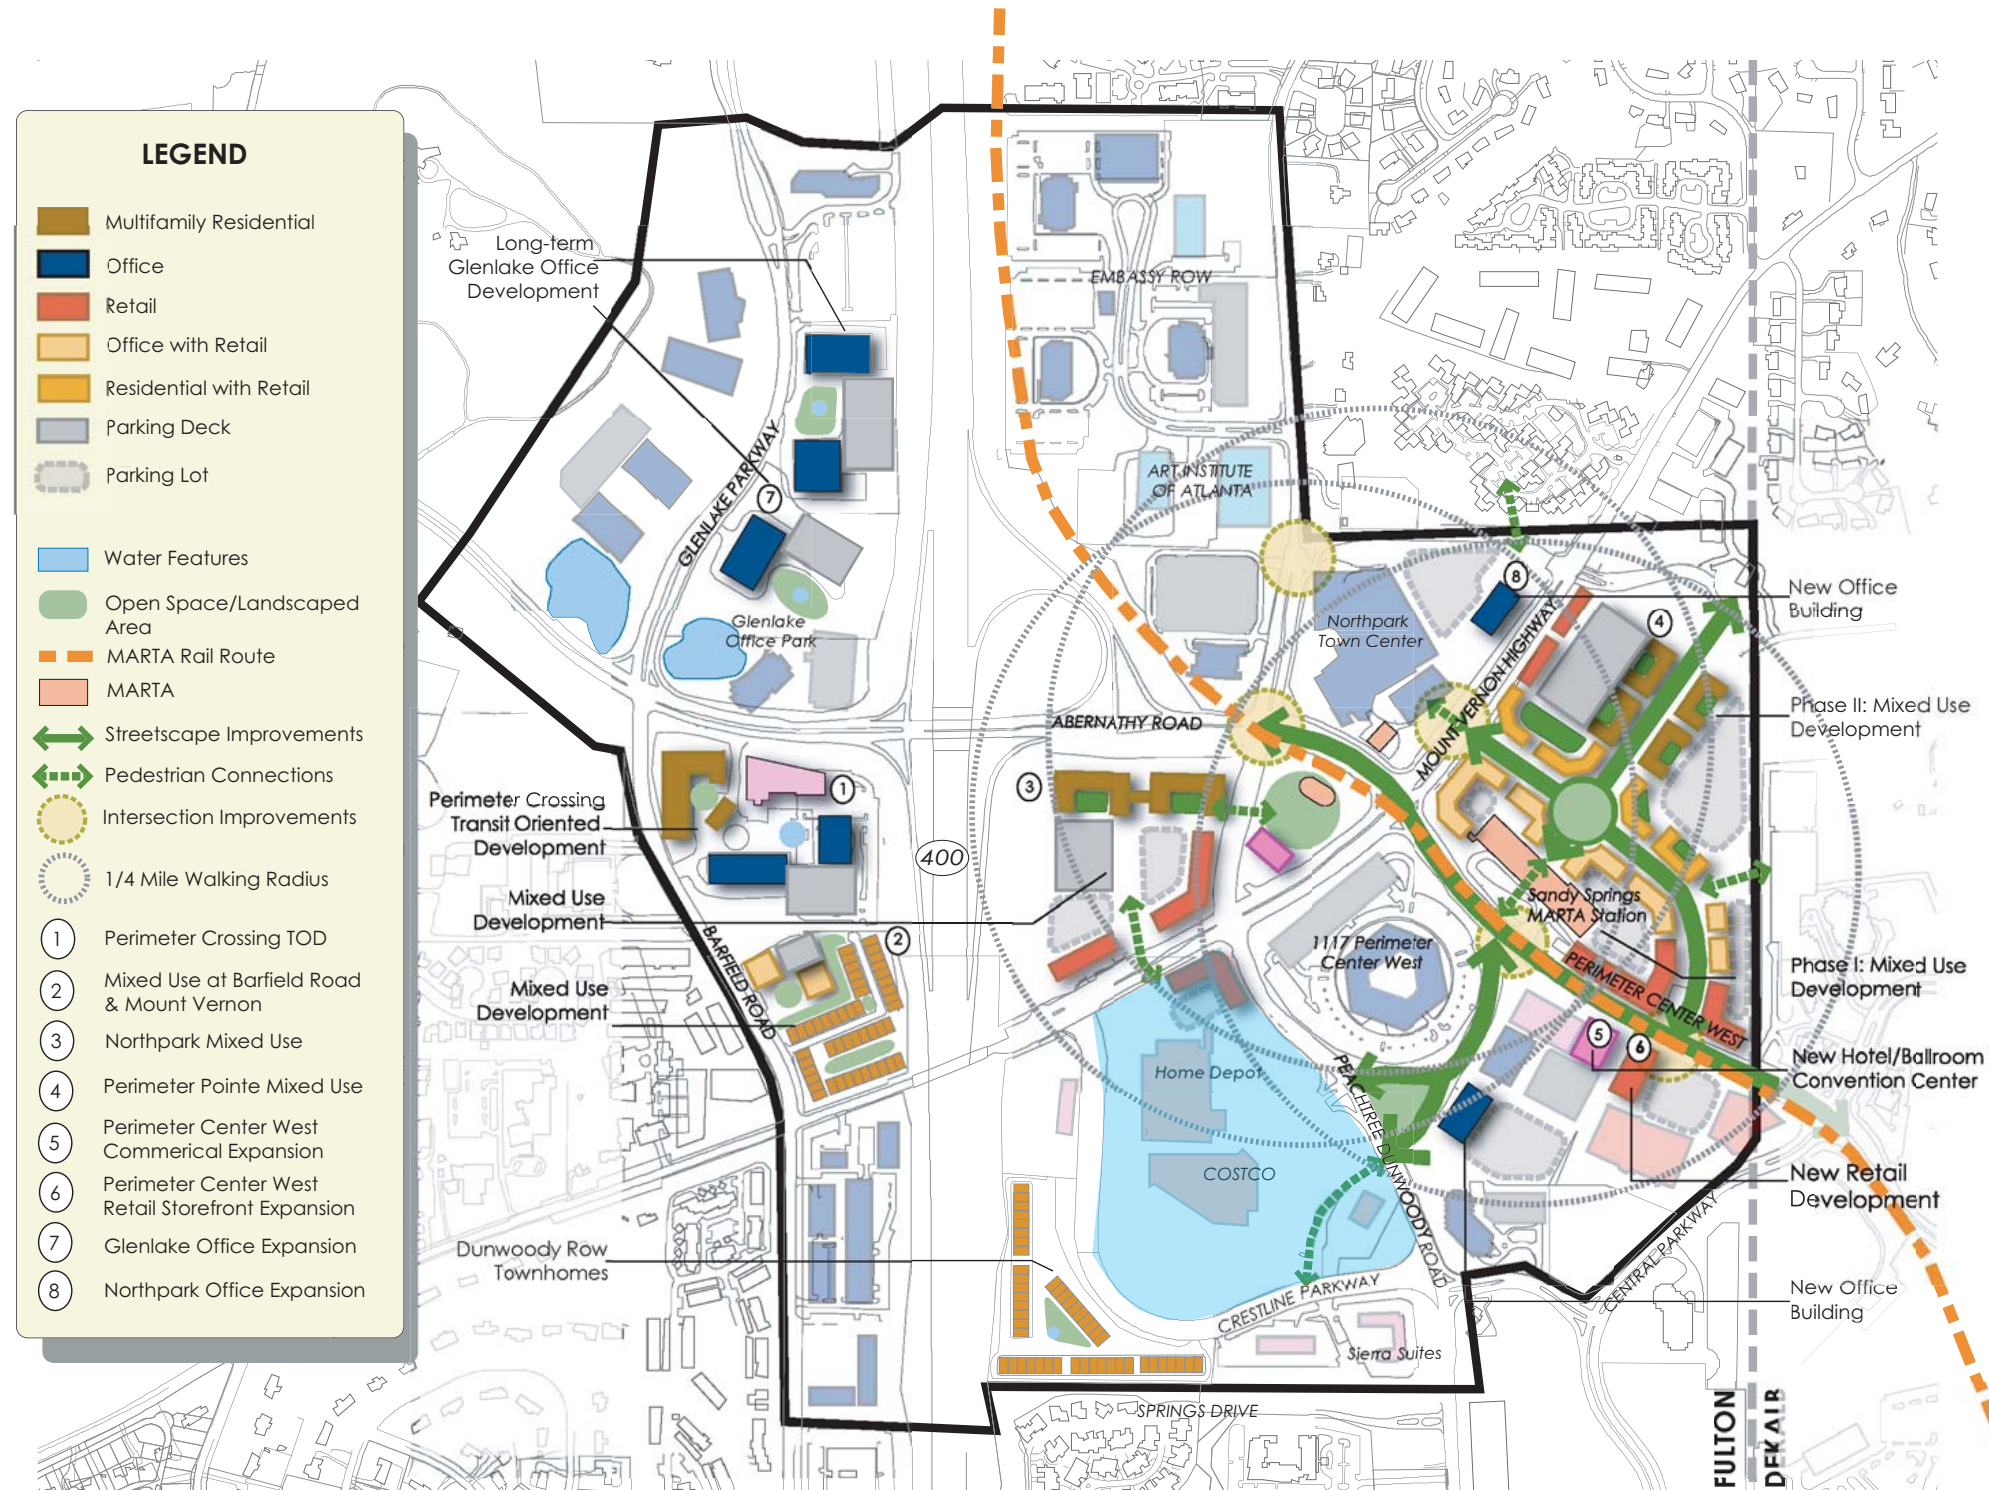 LEGEND
Multifamily Residential
Office
Retail
Office with Retail
Residential with Retail
Parking Deck
Parking Lot
Water Features
Open Space/Landscaped
Area
MARTA Rail Route
MARTA
Streetscape Improvements
Pedestrian Connections
Intersection Improvements
1/4 Mile Walking Radius
1 Perimeter Crossing TOD
2 Mixed Use at Barfield Road
& Mount Vernon
3 Northpark Mixed Use
4 Perimeter Pointe Mixed Use
5 Perimeter Center West
Commerical Expansion
6 Perimeter Center West
Retail Storefront Expansion
7 Glenlake Office Expansion
8 Northpark Office Expansion
Long-term
Glenlake Office
Development
EMBASSY ROW
GLENLAKE PARKWAY
7
ART INSTITUTE
OF ATLANTA
Glenlake
Office Park
Northpark
Town Center
8
New Office
Building
4
MOUNT VERNON HIGHWAY
Phase II: Mixed Use
Development
ABERNATHY ROAD
Perimeter Crossing
Transit Oriented
Development
1
3
400
Mixed Use
Development
2
BARFIELD ROAD
Mixed Use
Development
Sandy Springs
MARTA Station
1117 Perimeter
Center West
PERIMETER CENTER WEST
Phase I: Mixed Use
Development
5
6
New Hotel/Ballroom
Convention Center
Home Depot
PEACHTREE DUNWOODY ROAD
COSTCO
New Retail
Development
Dunwoody Row
Townhomes
CRESTLINE PARKWAY
CENTRAL PARKWAY
New Office
Building
Sierra Suites
SPRINGS DRIVE
FULTON
DEKALB